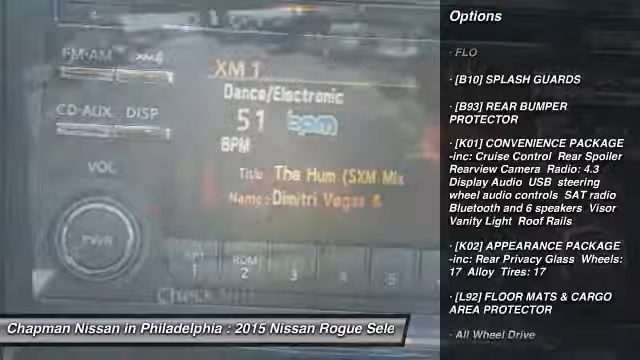 FM·AM
CD·AUX DISP
VOL
PWR
XM 1
Dance/Electronic
51 bpm
BPM
Title: The Hum (SXM Mix
Name: Dimitri Vegas &
1 2 3 4 5
RDM
Options
· FLO
· [B10] SPLASH GUARDS
· [B93] REAR BUMPER
PROTECTOR
· [K01] CONVENIENCE PACKAGE
-inc: Cruise Control Rear Spoiler
Rearview Camera Radio: 4.3
Display Audio USB steering
wheel audio controls SAT radio
Bluetooth and 6 speakers Visor
Vanity Light Roof Rails
· [K02] APPEARANCE PACKAGE
-inc: Rear Privacy Glass Wheels:
17 Alloy Tires: 17
· [L92] FLOOR MATS & CARGO
AREA PROTECTOR
· All Wheel Drive
Chapman Nissan in Philadelphia : 2015 Nissan Rogue Sele